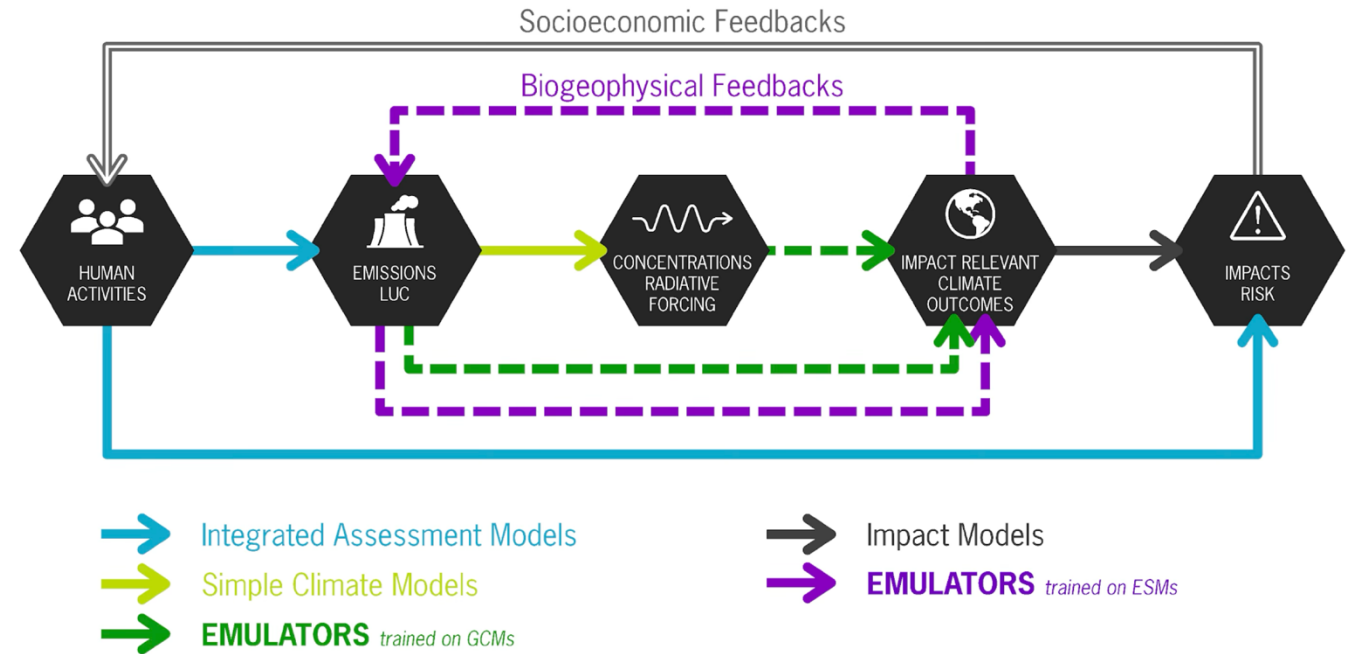 Socioeconomic Feedbacks
Biogeophysical Feedbacks
HUMAN
ACTIVITIES
EMISSIONS
LUC
CONCENTRATIONS
RADIATIVE
FORCING
IMPACT RELEVANT
CLIMATE
OUTCOMES
IMPACTS
RISK
Integrated Assessment Models
Simple Climate Models
EMULATORS trained on GCMs
Impact Models
EMULATORS trained on ESMs